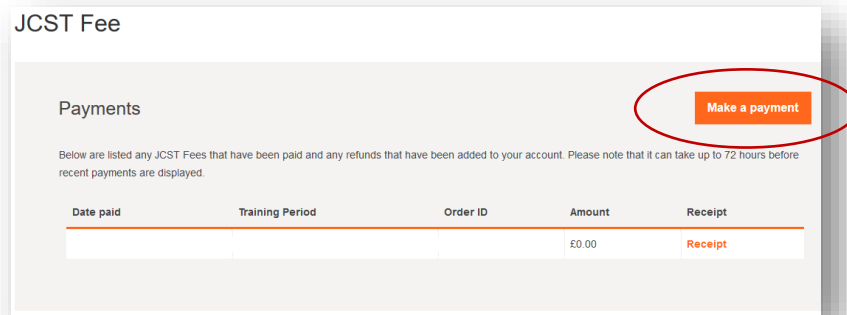 JCST Fee
Payments
Make a payment
Below are listed any JCST Fees that have been paid and any refunds that have been added to your account. Please note that it can take up to 72 hours before
recent payments are displayed.
Date paid Training Period Order ID Amount Receipt
£0.00 Receipt